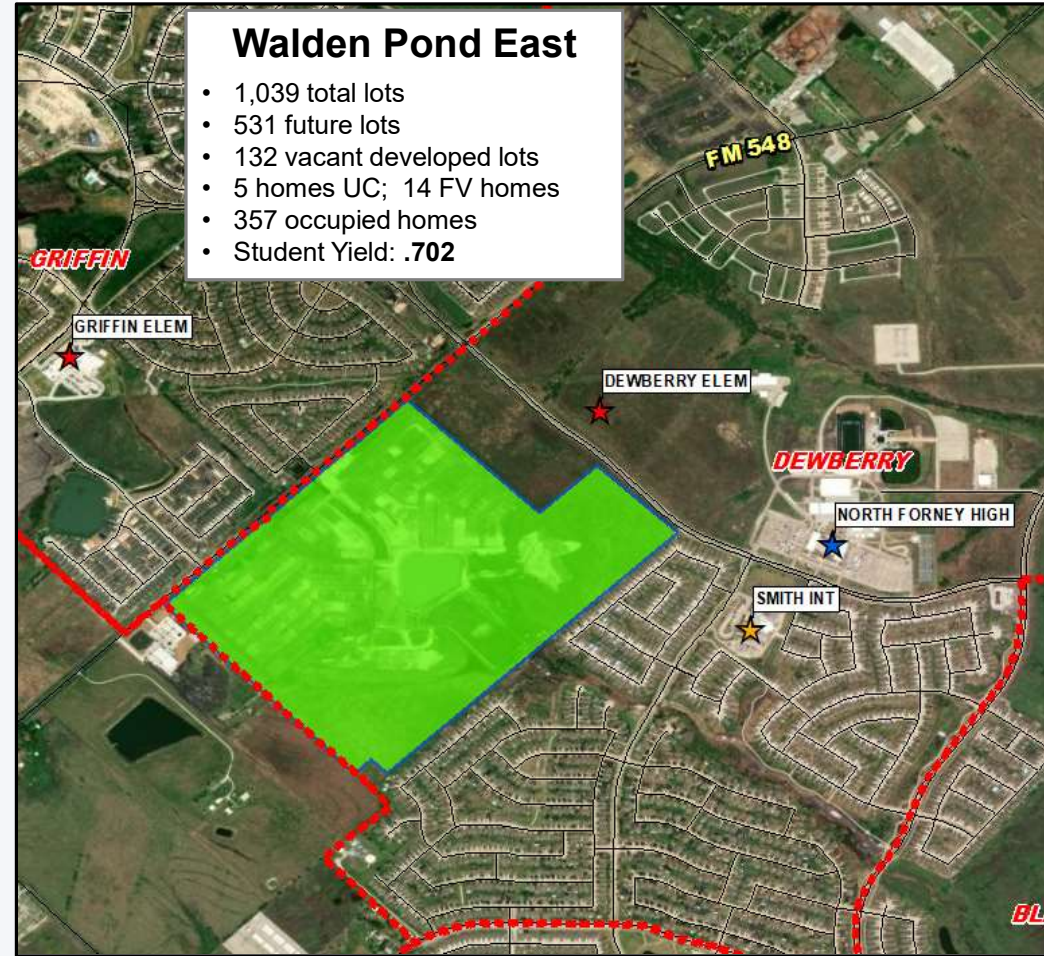 Walden Pond East
• 1,039 total lots
• 531 future lots
• 132 vacant developed lots
• 5 homes UC; 14 FV homes
• 357 occupied homes
• Student Yield: .702
FM 548
GRIFFIN
GRIFFIN ELEM
DEWBERRY ELEM
DEWBERRY
NORTH FORNEY HIGH
SMITH INT